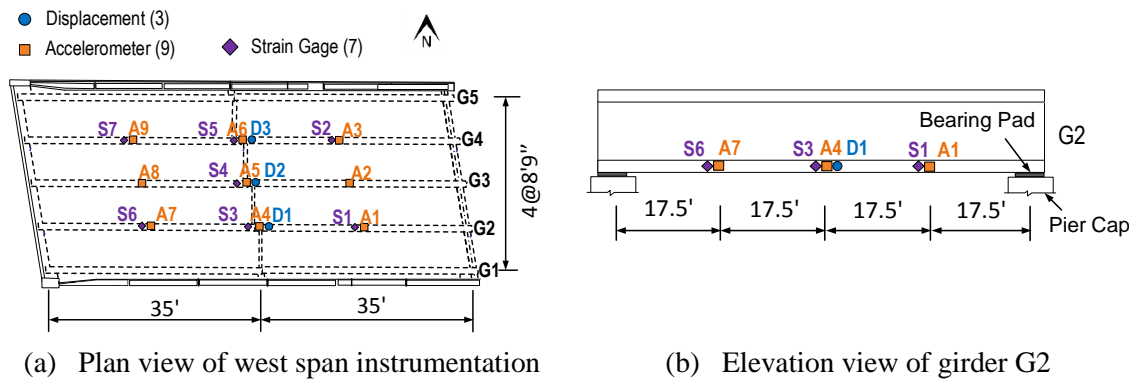 Displacement (3)
Accelerometer (9)
Strain Gage (7)
N
G5
S7 A9 S5 A6 D3 S2 A3 G4
A8 S4 A5 D2 A2 G3
S6 A7 S3 A4 D1 S1 A1 G2
G1
4@8'9"
35' 35'
(a) Plan view of west span instrumentation
Bearing Pad
G2
S6 A7 S3 A4 D1 S1 A1
17.5' 17.5' 17.5' 17.5'
Pier Cap
(b) Elevation view of girder G2